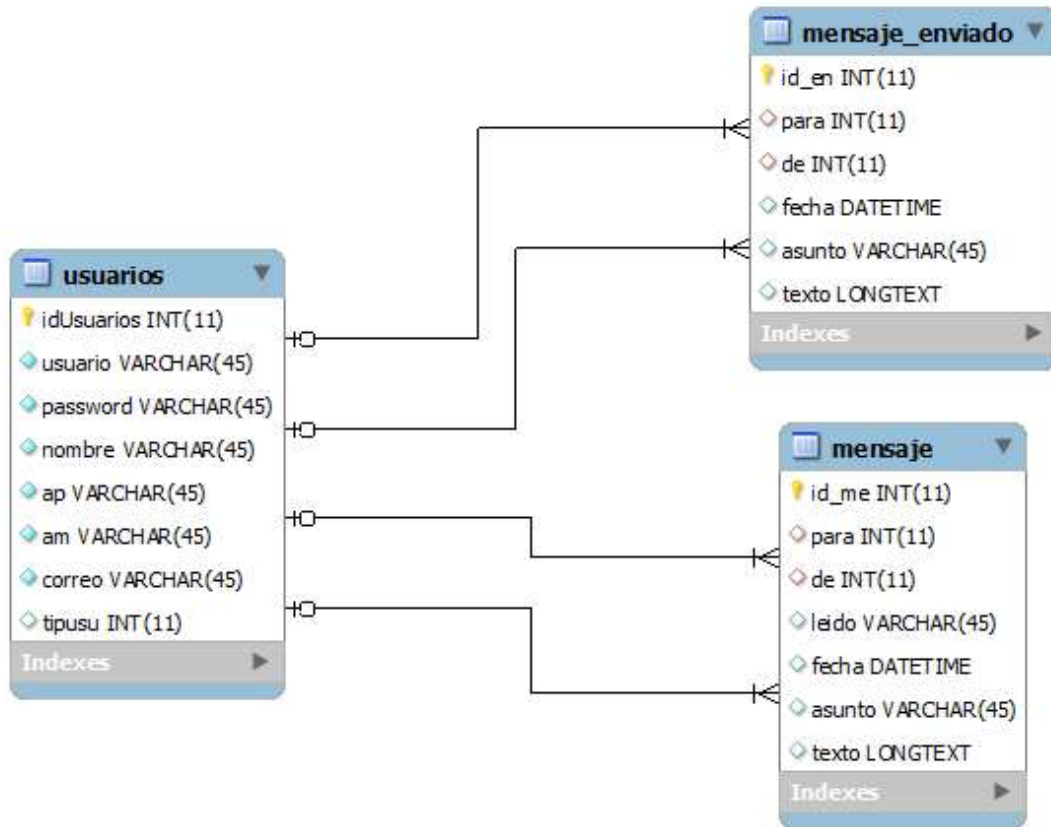 mensaje_enviado
id_en INT(11)
para INT(11)
de INT(11)
fecha DATETIME
asunto VARCHAR(45)
texto LONGTEXT
Indexes
usuarios
idUsuarios INT(11)
usuario VARCHAR(45)
password VARCHAR(45)
nombre VARCHAR(45)
ap VARCHAR(45)
am VARCHAR(45)
correo VARCHAR(45)
tipusu INT(11)
Indexes
mensaje
id_me INT(11)
para INT(11)
de INT(11)
leido VARCHAR(45)
fecha DATETIME
asunto VARCHAR(45)
texto LONGTEXT
Indexes